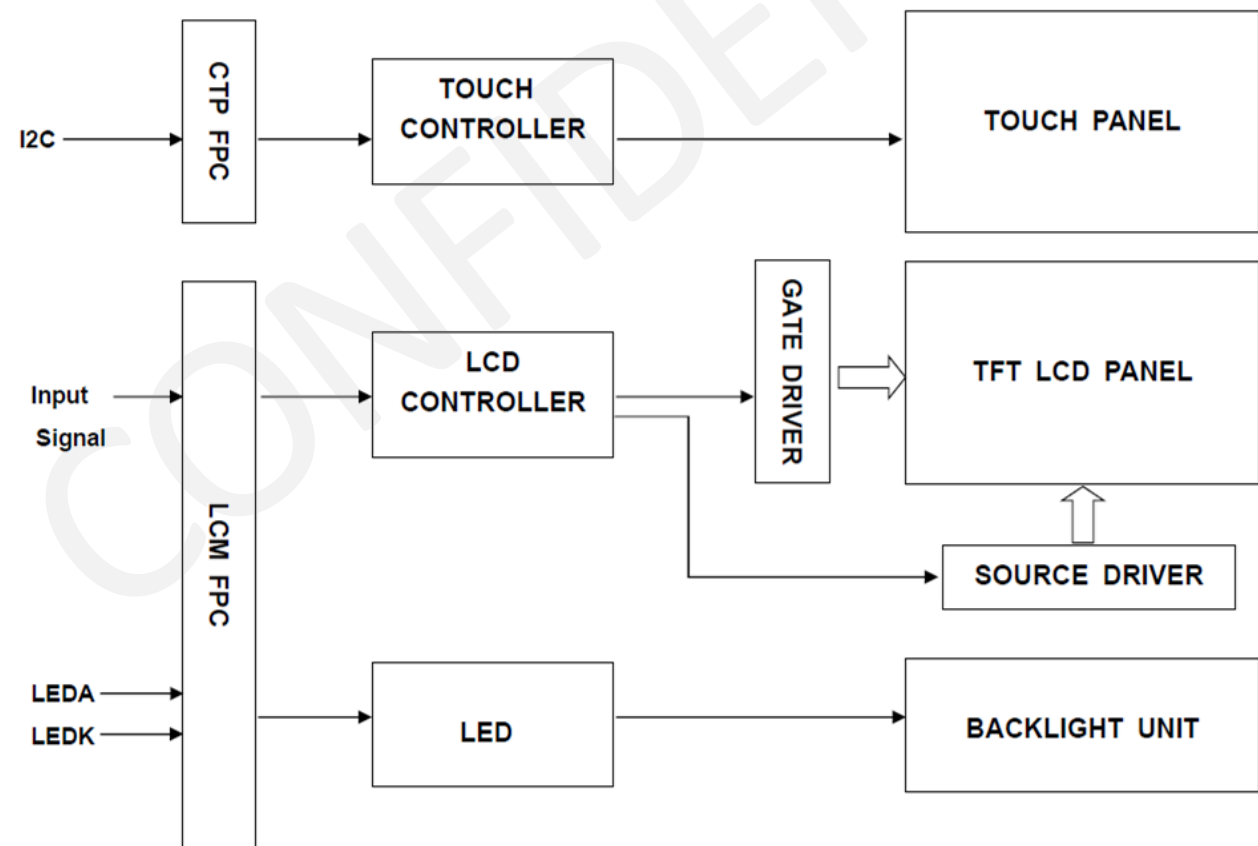 CONFIDEN
I2C
CTP FPC
TOUCH
CONTROLLER
TOUCH PANEL
Input
Signal
LCM FPC
LCD
CONTROLLER
GATE DRIVER
TFT LCD PANEL
SOURCE DRIVER
LEDA
LEDK
LED
BACKLIGHT UNIT